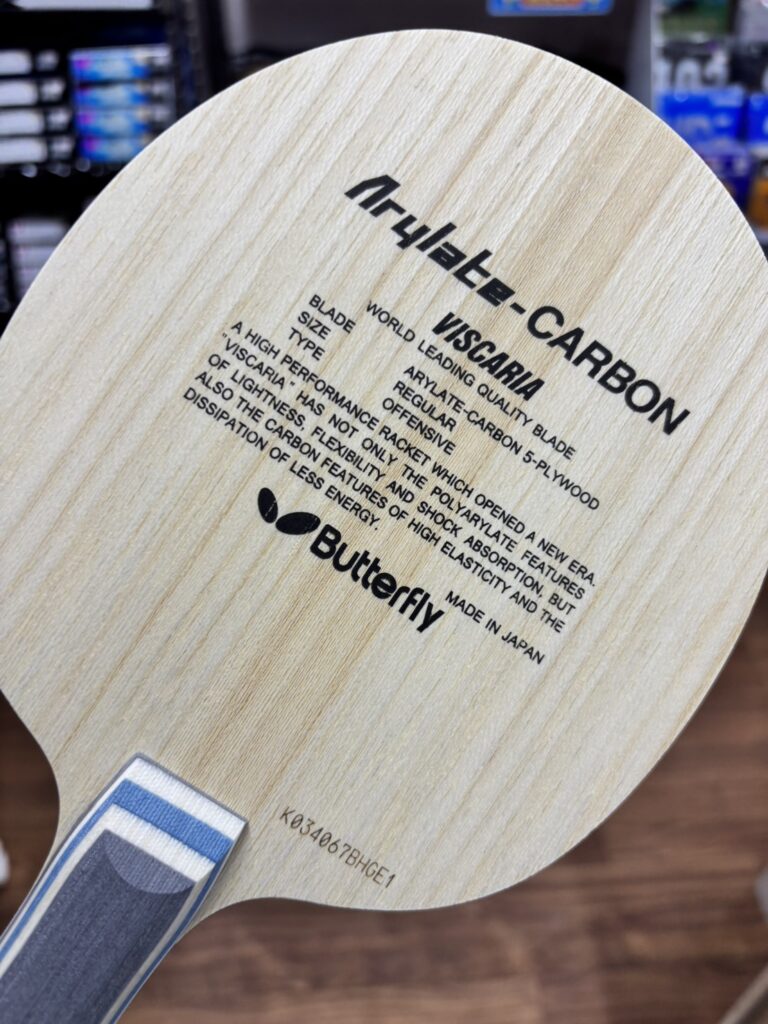 Arylate-CARBON
VISCARIA
WORLD LEADING QUALITY BLADE
BLADE ARYLATE-CARBON 5-PLYWOOD
SIZE REGULAR
TYPE OFFENSIVE
A HIGH PERFORMANCE RACKET WHICH OPENED A NEW ERA.
"VISCARIA" HAS NOT ONLY THE POLYARYLATE FEATURES
OF LIGHTNESS, FLEXIBILITY AND SHOCK ABSORPTION, BUT
ALSO THE CARBON FEATURES OF HIGH ELASTICITY AND THE
DISSIPATION OF LESS ENERGY.
Butterfly MADE IN JAPAN
K034067BHGE1